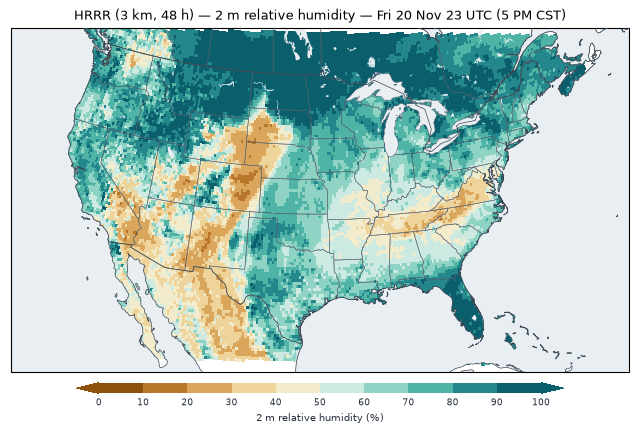 HRRR (3 km, 48 h) — 2 m relative humidity — Fri 20 Nov 23 UTC (5 PM CST)
0 10 20 30 40 50 60 70 80 90 100
2 m relative humidity (%)